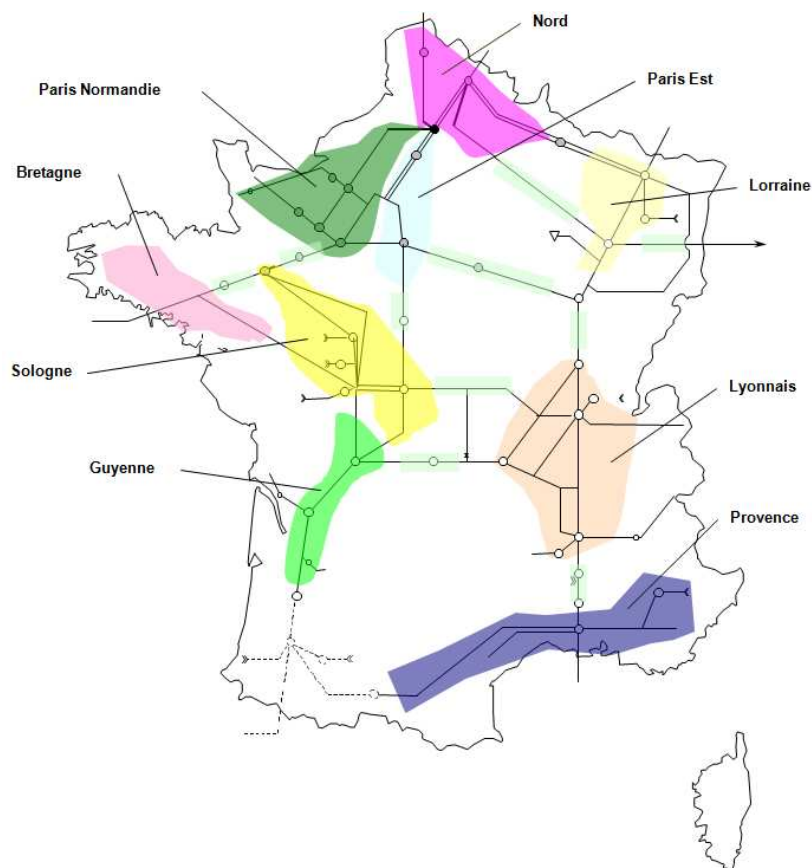 Nord
Paris Est
Paris Normandie
Bretagne
Lorraine
Sologne
Lyonnais
Guyenne
Provence